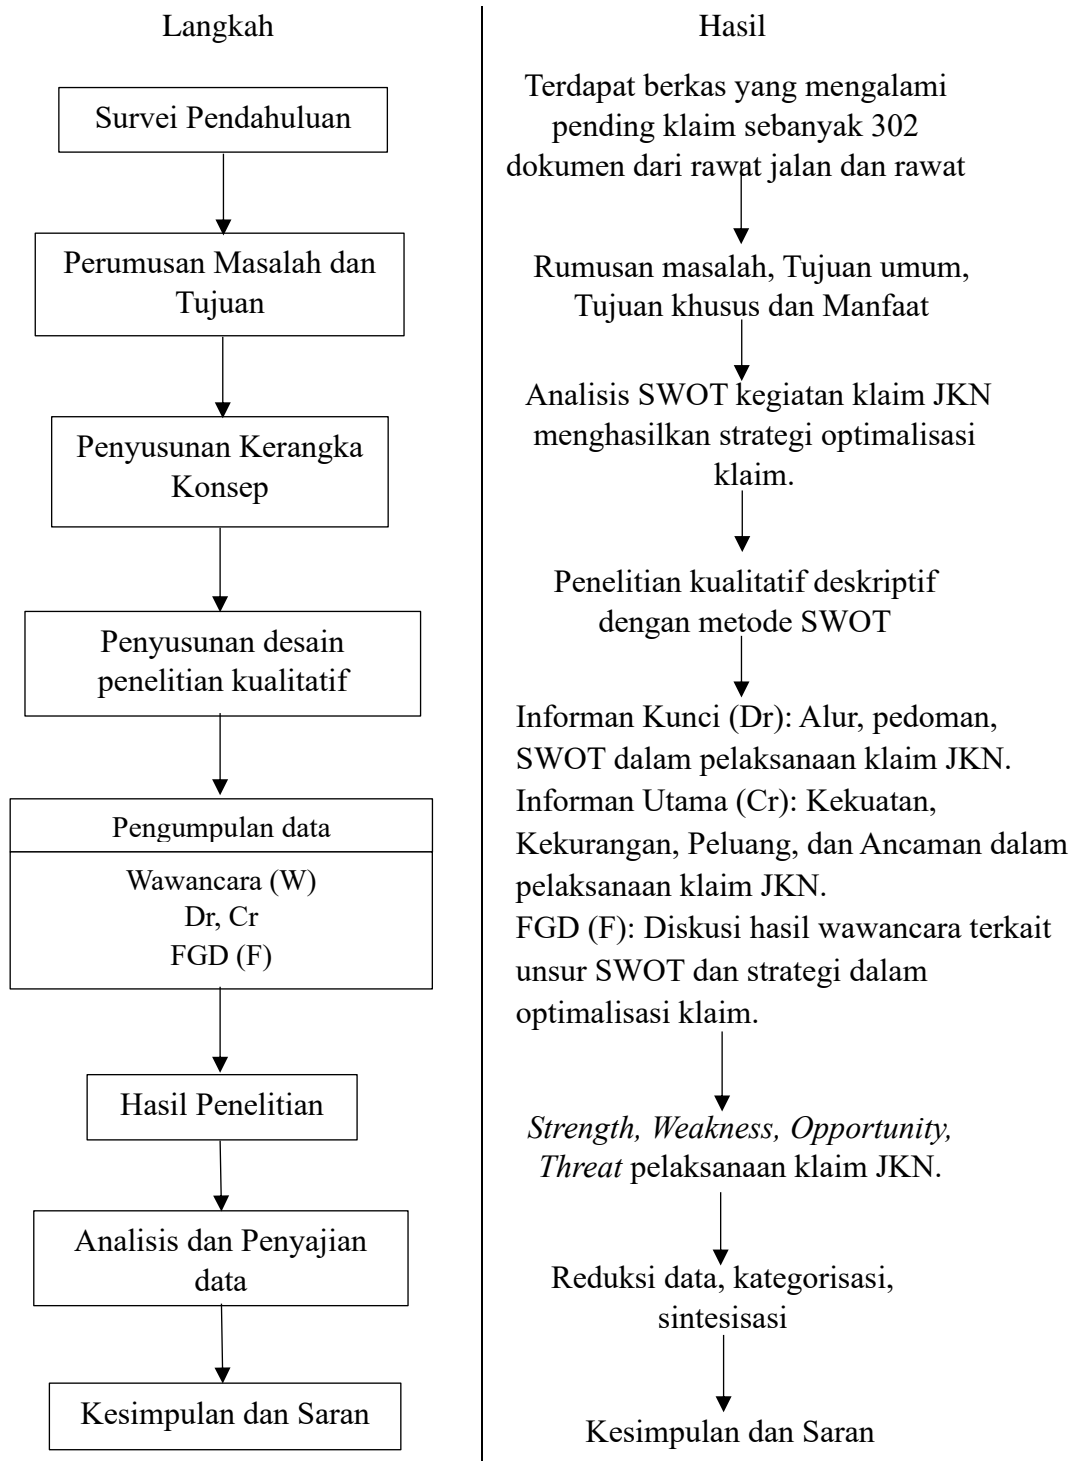 Langkah
Survei Pendahuluan
Perumusan Masalah dan
Tujuan
Penyusunan Kerangka
Konsep
Penyusunan desain
penelitian kualitatif
Pengumpulan data
Wawancara (W)
Dr, Cr
FGD (F)
Hasil Penelitian
Analisis dan Penyajian
data
Kesimpulan dan Saran
Hasil
Terdapat berkas yang mengalami
pending klaim sebanyak 302
dokumen dari rawat jalan dan rawat
Rumusan masalah, Tujuan umum,
Tujuan khusus dan Manfaat
Analisis SWOT kegiatan klaim JKN
menghasilkan strategi optimalisasi
klaim.
Penelitian kualitatif deskriptif
dengan metode SWOT
Informan Kunci (Dr): Alur, pedoman,
SWOT dalam pelaksanaan klaim JKN.
Informan Utama (Cr): Kekuatan,
Kekurangan, Peluang, dan Ancaman dalam
pelaksanaan klaim JKN.
FGD (F): Diskusi hasil wawancara terkait
unsur SWOT dan strategi dalam
optimalisasi klaim.
Strength, Weakness, Opportunity,
Threat pelaksanaan klaim JKN.
Reduksi data, kategorisasi,
sintesisasi
Kesimpulan dan Saran